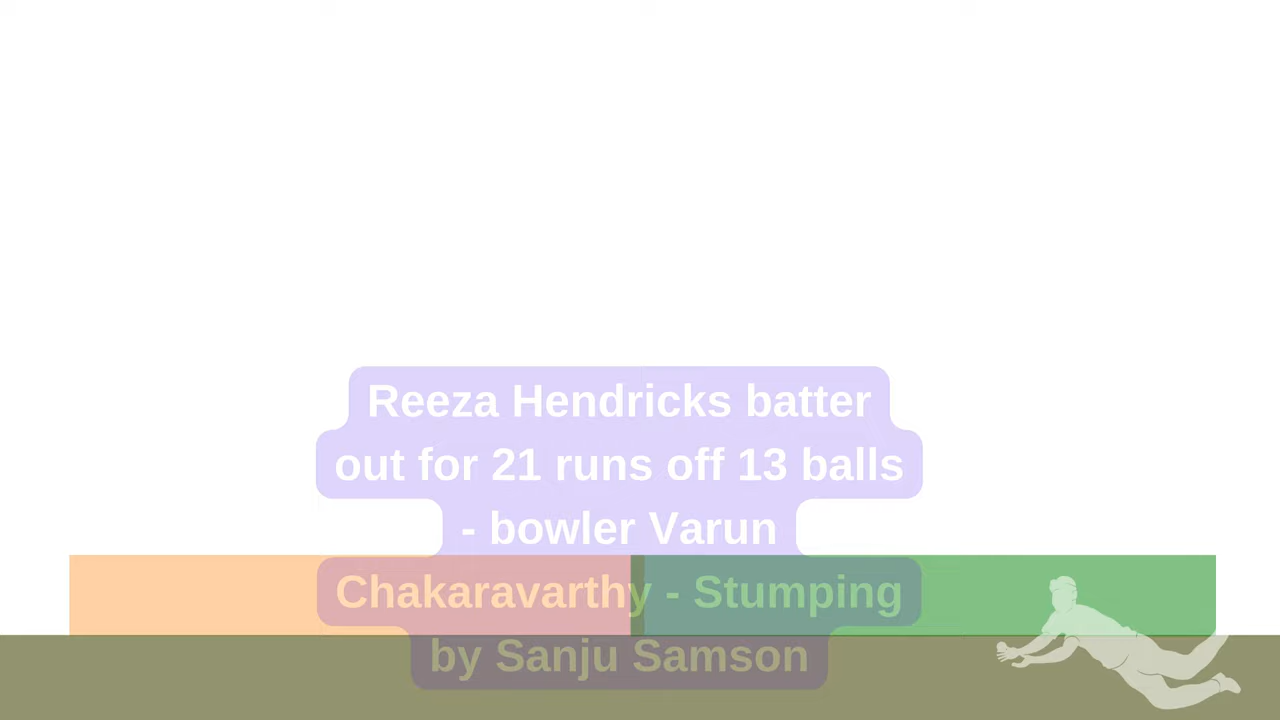 Reeza Hendricks batter
out for 21 runs off 13 balls
- bowler Varun
Chakaravarthy - Stumping
by Sanju Samson